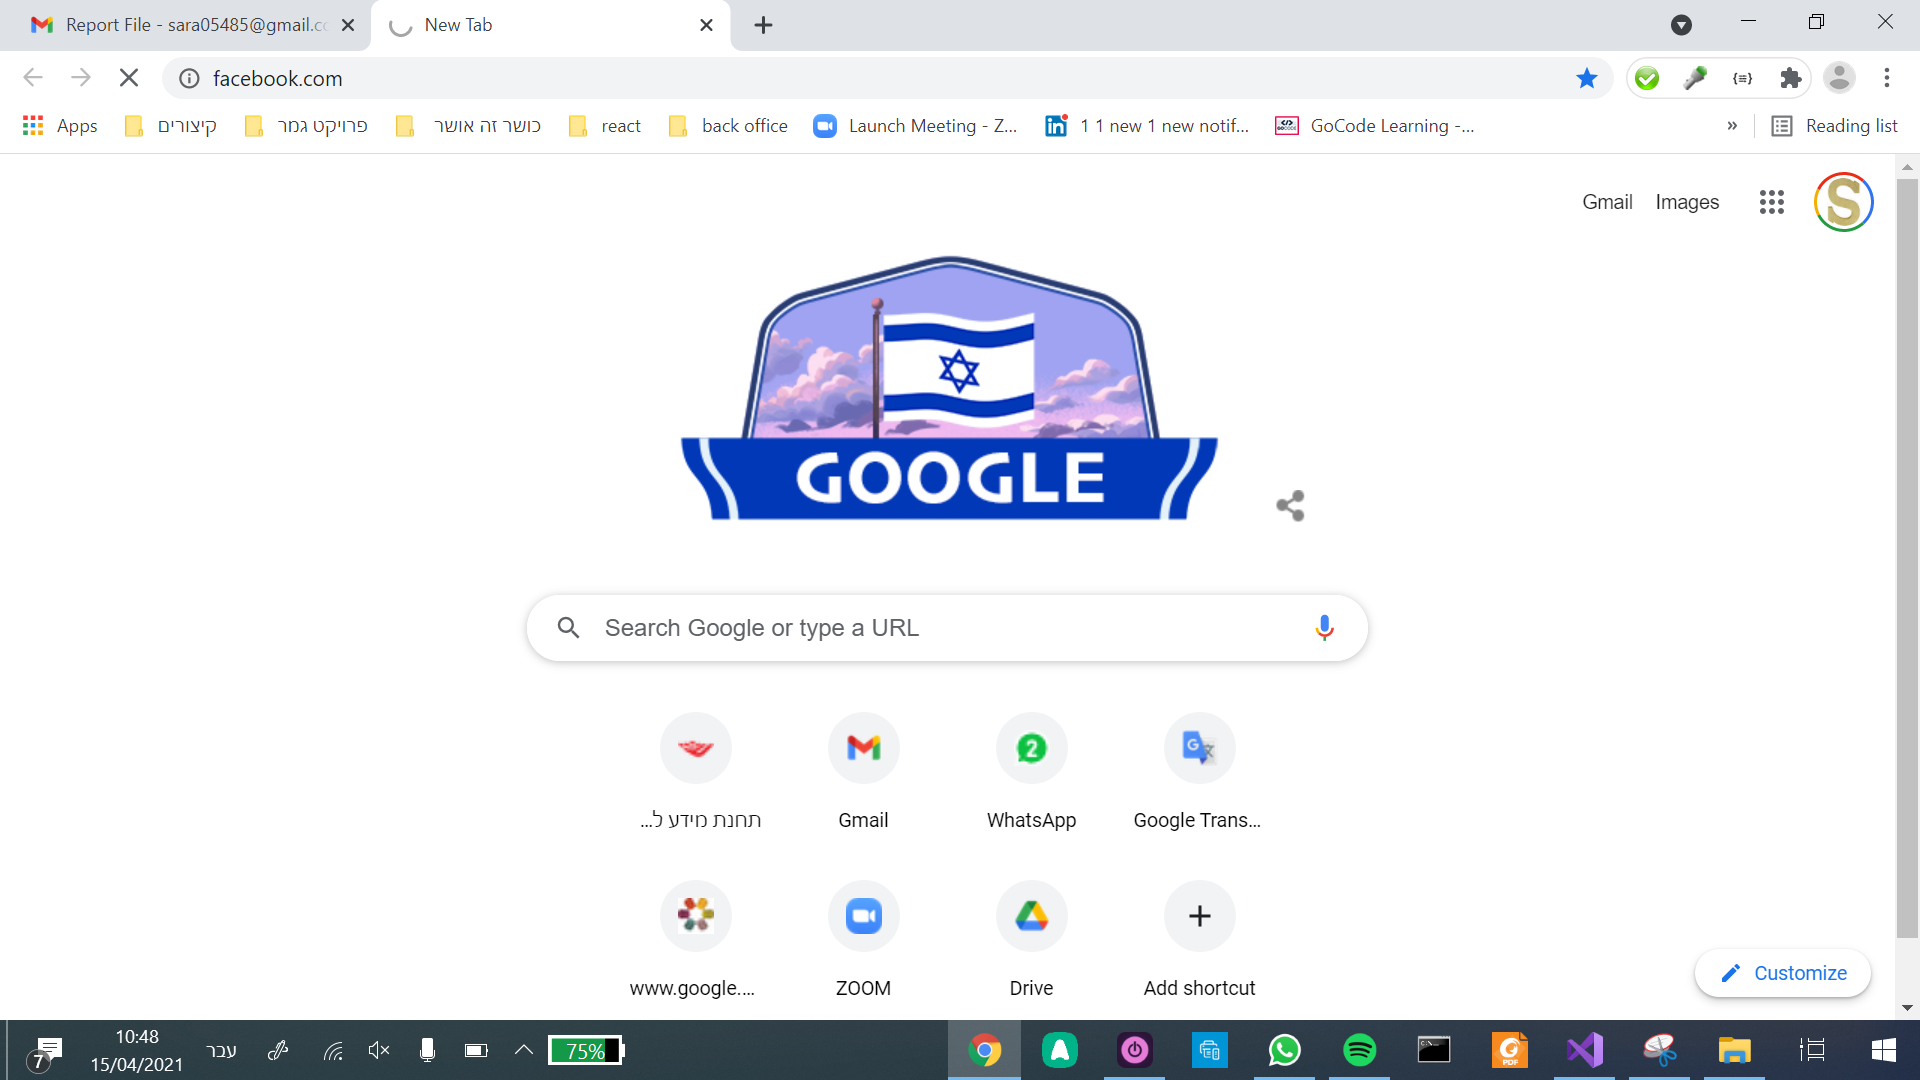 Report File - sara05485@gmail.c
New Tab
facebook.com
Apps
קיצורים
פרויקט גמר
כושר זה אושר
react
back office
Launch Meeting - Z...
1 1 new 1 new notif...
GoCode Learning -...
»
Reading list
Gmail
Images
S
GOOGLE
Search Google or type a URL
תחנת מידע ל...
Gmail
2
WhatsApp
Google Trans...
www.google....
ZOOM
Drive
Add shortcut
Customize
7
10:48
15/04/2021
עבר
75%
PDF